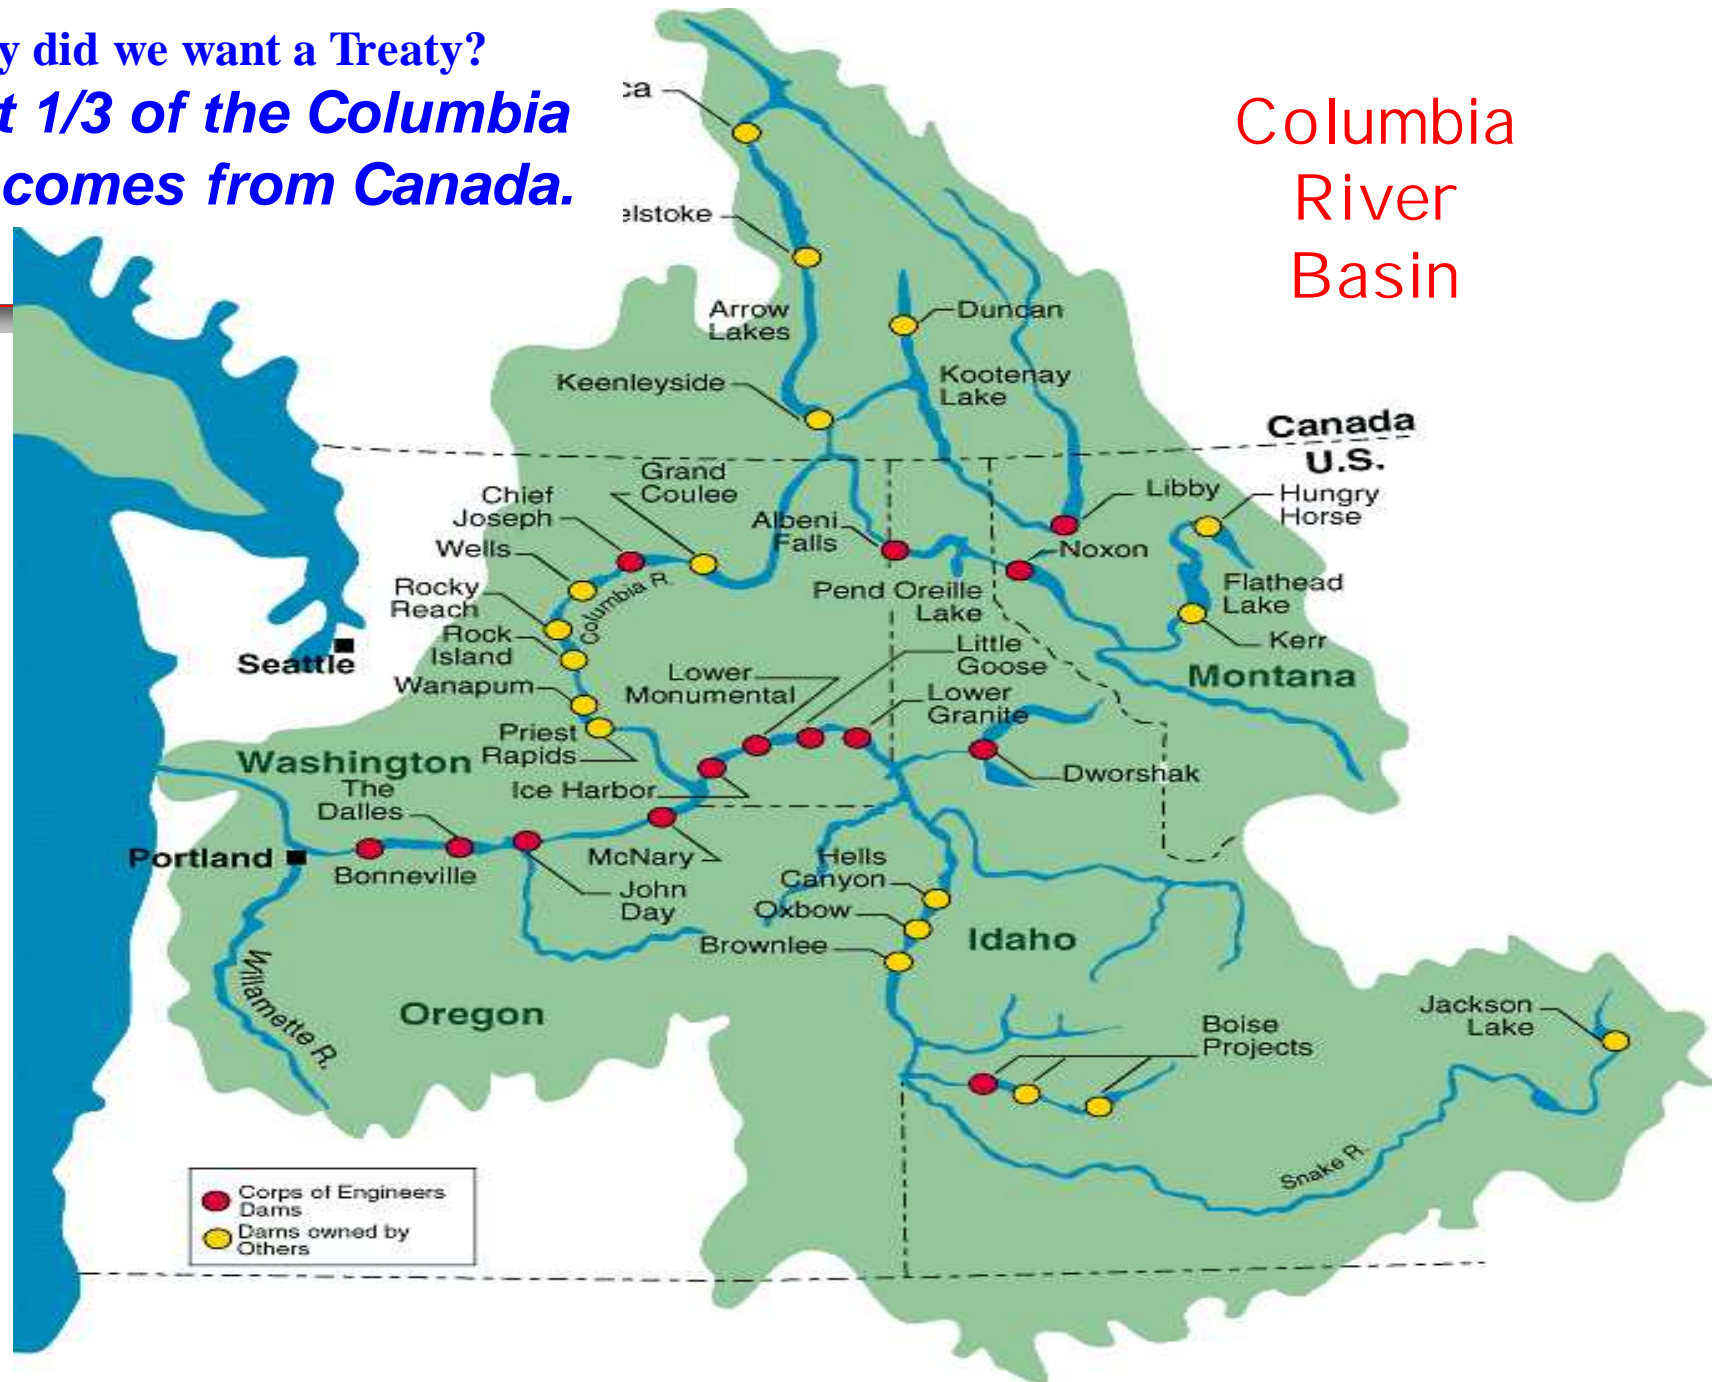 y did we want a Treaty?
t 1/3 of the Columbia
comes from Canada.
Columbia
River
Basin
ca
elstoke
Arrow
Lakes
Duncan
Keenleyside
Kootenay
Lake
Canada
U.S.
Grand
Coulee
Chief
Joseph
Libby
Hungry
Horse
Albeni
Falls
Wells
Noxon
Columbia R.
Rocky
Reach
Pend Oreille
Lake
Flathead
Lake
Rock
Island
Kerr
Seattle
Little
Goose
Lower
Monumental
Montana
Wanapum
Lower
Granite
Priest
Rapids
Washington
Dworshak
The
Dalles
Ice Harbor
Portland
McNary
Bonneville
John
Day
Hells
Canyon
Oxbow
Brownlee
Idaho
Willamette R.
Oregon
Jackson
Lake
Boise
Projects
Snake R.
Corps of Engineers
Dams
Dams owned by
Others